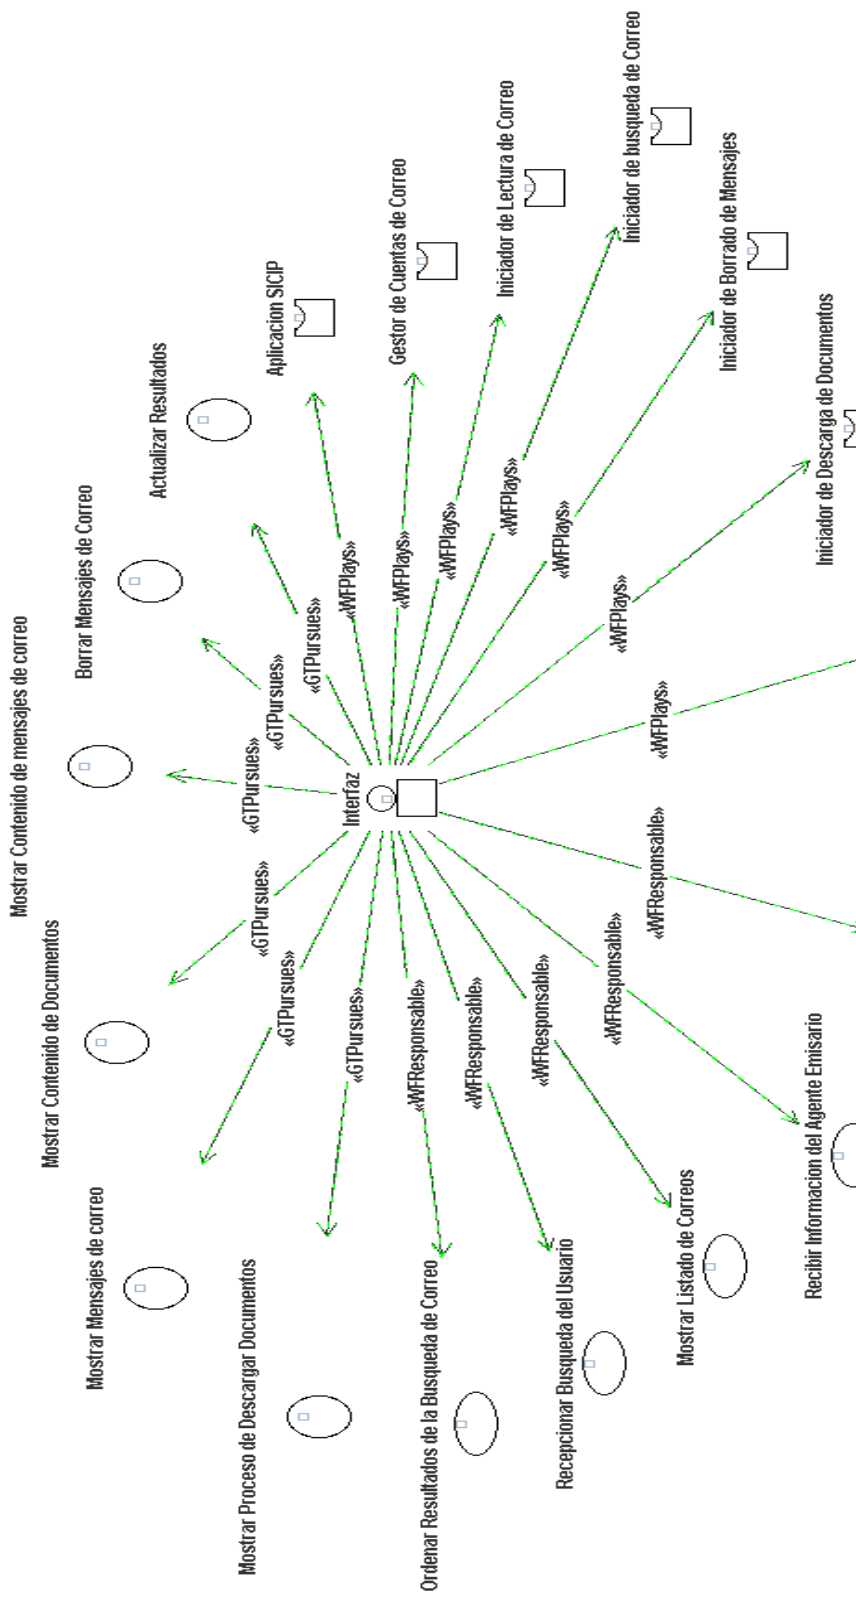 Mostrar Contenido de mensajes de correo
Mostrar Contenido de Documentos
Borrar Mensajes de Correo
Mostrar Mensajes de correo
Actualizar Resultados
Mostrar Proceso de Descargar Documentos
Aplicacion SICIP
Interfaz
Gestor de Cuentas de Correo
Ordenar Resultados de la Busqueda de Correo
Iniciador de Lectura de Correo
Recepcionar Busqueda del Usuario
Iniciador de busqueda de Correo
Mostrar Listado de Correos
Iniciador de Borrado de Mensajes
Recibir Informacion del Agente Emisario
Iniciador de Descarga de Documentos
«GTPursues»
«GTPursues»
«GTPursues»
«GTPursues»
«GTPursues»
«GTPursues»
«WFPlays»
«WFPlays»
«WFPlays»
«WFPlays»
«WFPlays»
«WFPlays»
«WFPlays»
«WFResponsable»
«WFResponsable»
«WFResponsable»
«WFResponsable»
«WFResponsable»